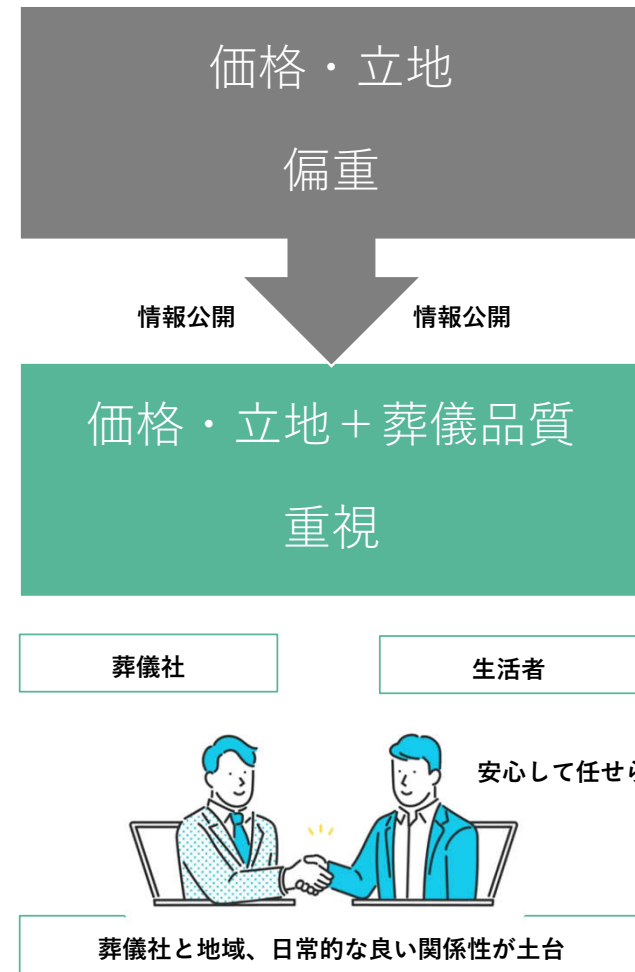 価格・立地
偏重
情報公開
情報公開
価格・立地＋葬儀品質
重視
葬儀社
生活者
安心して任せ
葬儀社と地域、日常的な良い関係性が土台